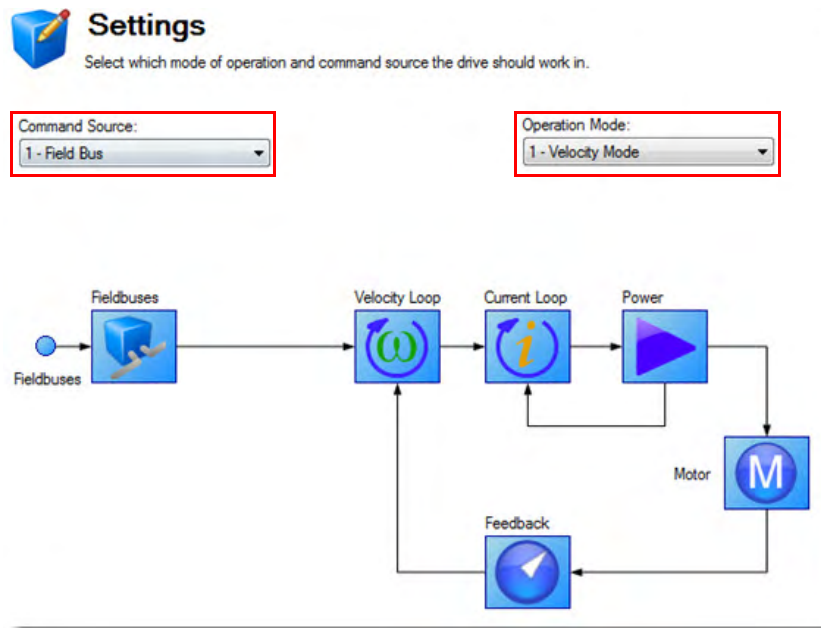 Settings
Select which mode of operation and command source the drive should work in.
Command Source:
1 - Field Bus
Operation Mode:
1 - Velocity Mode
Fieldbuses
Velocity Loop
Current Loop
Power
ω
i
Fieldbuses
Motor
M
Feedback